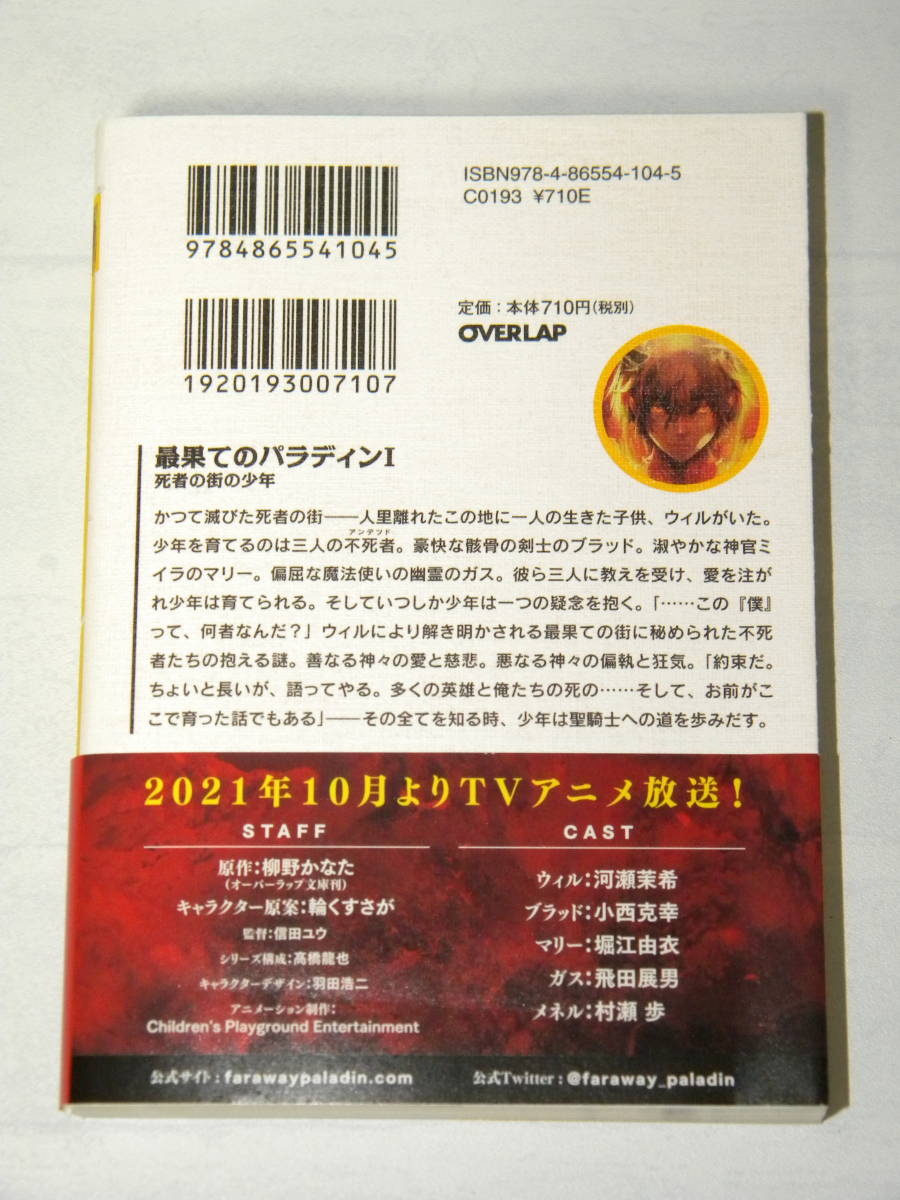 ISBN978-4-86554-104-5
C0193 ¥710E
9784865541045
定価：本体710円（税別）
OVERLAP
1920193007107
最果てのパラディンI
死者の街の少年
かつて滅びた死者の街――人里離れたこの地に一人の生きた子供、ウィルがいた。
アンデッド
少年を育てるのは三人の不死者。豪快な骸骨の剣士のブラッド。淑やかな神官ミ
イラのマリー。偏屈な魔法使いの幽霊のガス。彼ら三人に教えを受け、愛を注が
れ少年は育てられる。そしていつしか少年は一つの疑念を抱く。「……この『僕』
って、何者なんだ？」ウィルにより解き明かされる最果ての街に秘められた不死
者たちの抱える謎。善なる神々の愛と慈悲。悪なる神々の偏執と狂気。「約束だ。
ちょいと長いが、語ってやる。多くの英雄と俺たちの死の……そして、お前がこ
こで育った話でもある」――その全てを知る時、少年は聖騎士への道を歩みだす。
2021年10月よりTVアニメ放送！
STAFF
原作：柳野かなた
（オーバーラップ文庫刊）
キャラクター原案：輪くすさが
監督：信田ユウ
シリーズ構成：高橋龍也
キャラクターデザイン：羽田浩二
アニメーション制作：
Children's Playground Entertainment
CAST
ウィル：河瀬茉希
ブラッド：小西克幸
マリー：堀江由衣
ガス：飛田展男
メネル：村瀬 歩
公式サイト：farawaypaladin.com
公式Twitter：@faraway_paladin